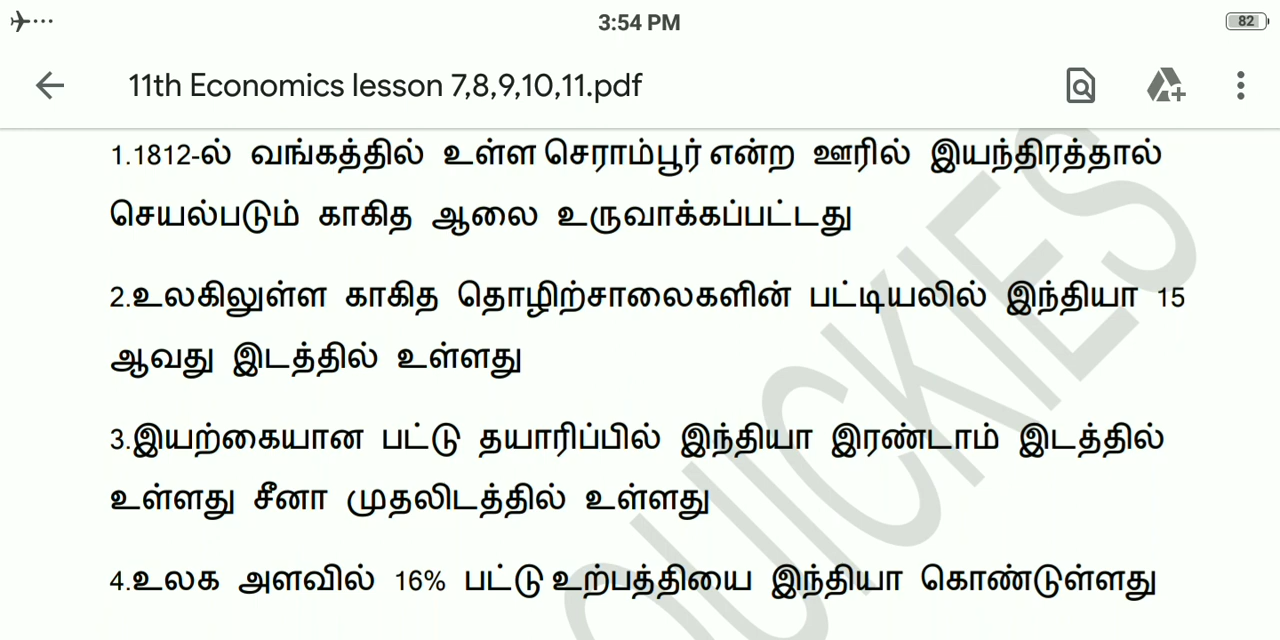 3:54 PM
82
11th Economics lesson 7,8,9,10,11.pdf
1.1812-ல் வங்கத்தில் உள்ள செராம்பூர் என்ற ஊரில் இயந்திரத்தால்
செயல்படும் காகித ஆலை உருவாக்கப்பட்டது
2.உலகிலுள்ள காகித தொழிற்சாலைகளின் பட்டியலில் இந்தியா 15
ஆவது இடத்தில் உள்ளது
3.இயற்கையான பட்டு தயாரிப்பில் இந்தியா இரண்டாம் இடத்தில்
உள்ளது சீனா முதலிடத்தில் உள்ளது
4.உலக அளவில் 16% பட்டு உற்பத்தியை இந்தியா கொண்டுள்ளது
QUICKIES